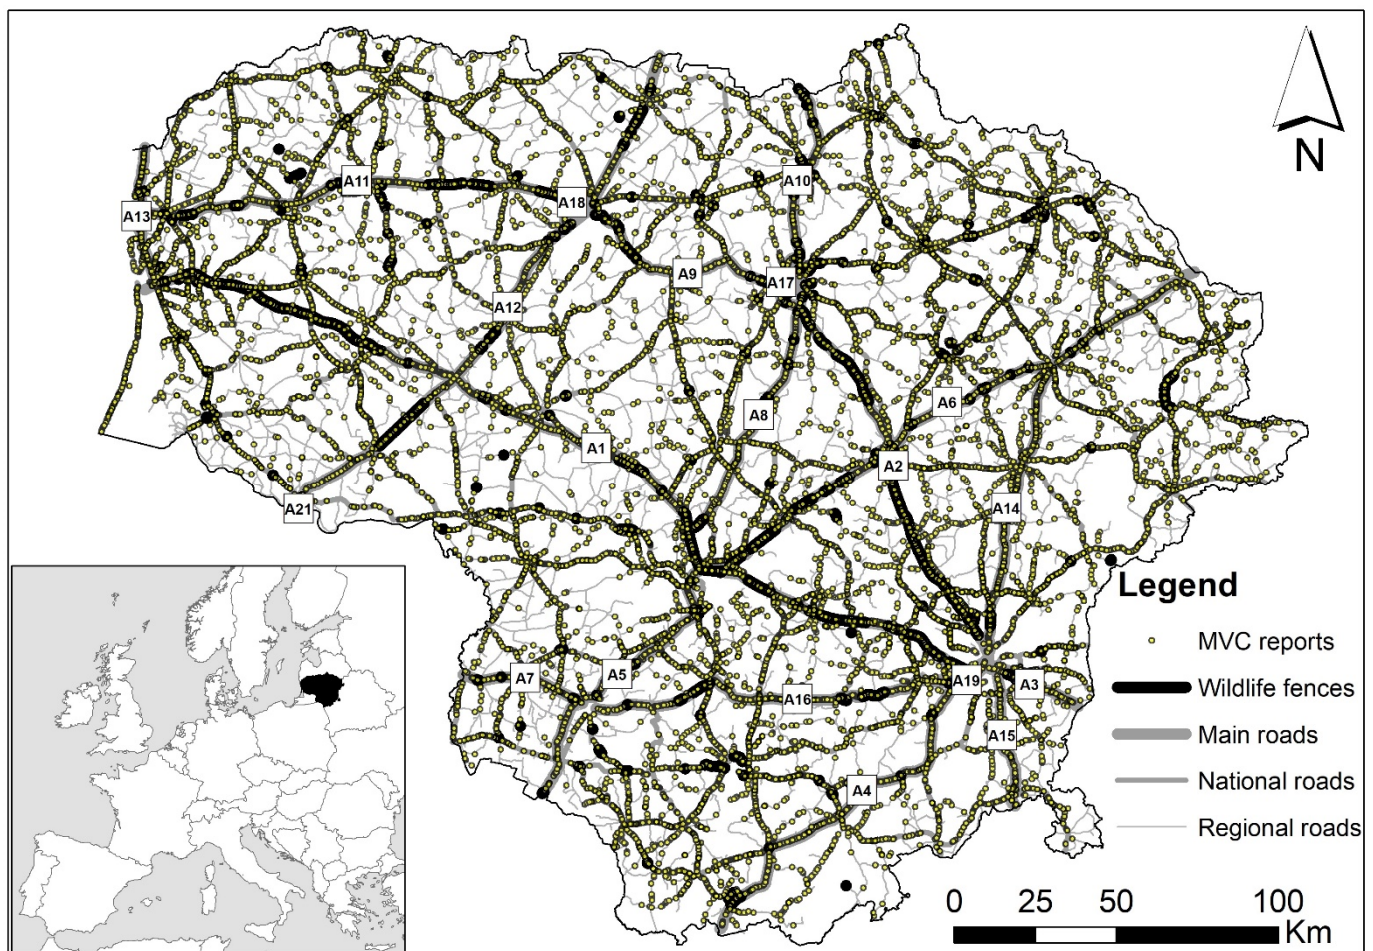 N
A11
A18
A10
A13
A9
A17
A12
A6
A8
A1
A2
A21
A14
Legend
MVC reports
Wildlife fences
Main roads
National roads
Regional roads
A5
A7
A16
A19
A3
A15
A4
0 25 50 100
Km